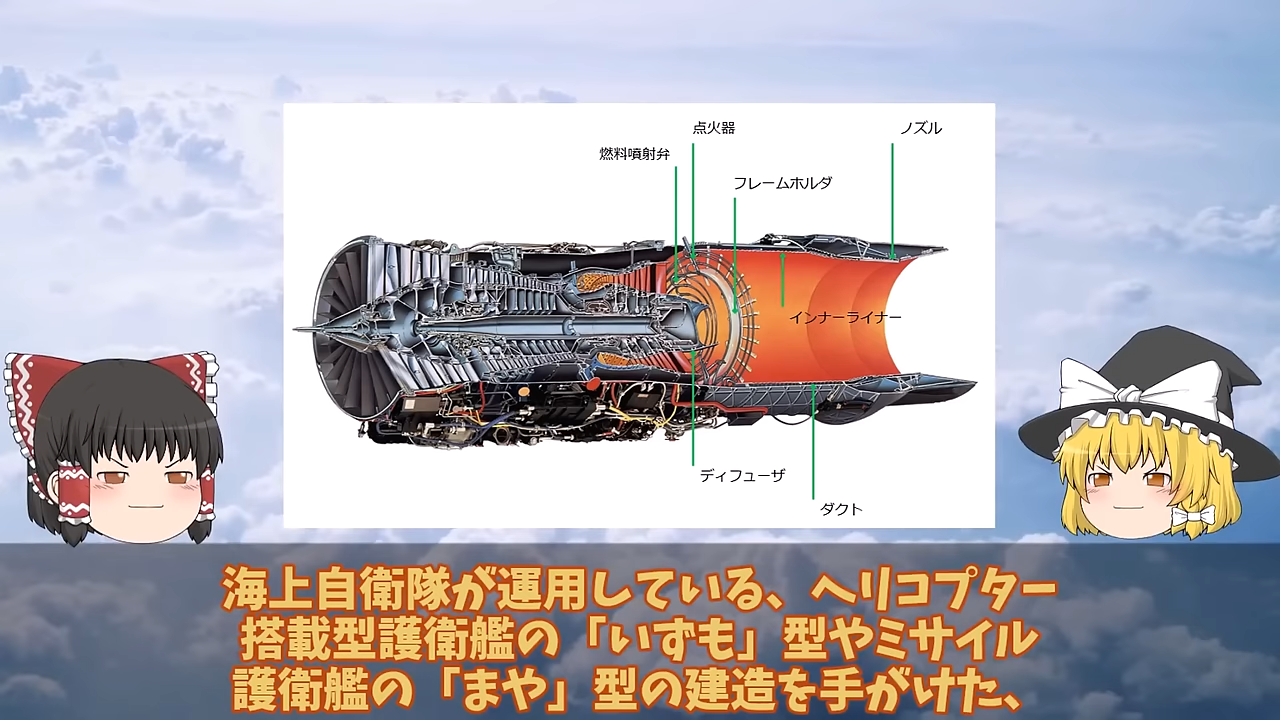 点火器
ノズル
燃料噴射弁
フレームホルダ
インナーライナー
ディフューザ
ダクト
海上自衛隊が運用している、ヘリコプター
搭載型護衛艦の「いずも」型やミサイル
護衛艦の「まや」型の建造を手がけた、